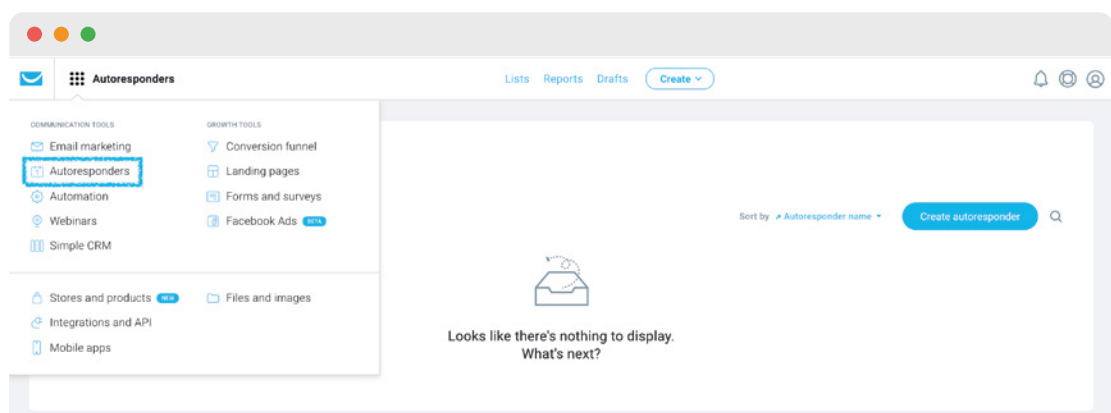 Autoresponders
Lists Reports Drafts Create
COMMUNICATION TOOLS
Email marketing
Autoresponders
Automation
Webinars
Simple CRM
GROWTH TOOLS
Conversion funnel
Landing pages
Forms and surveys
Facebook Ads BETA
Stores and products NEW
Integrations and API
Mobile apps
Files and images
Sort by Autoresponder name
Create autoresponder
Looks like there's nothing to display.
What's next?